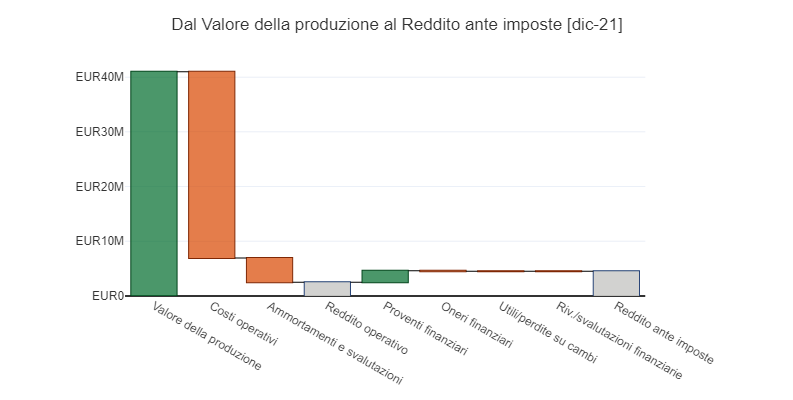 Dal Valore della produzione al Reddito ante imposte [dic-21]
EUR40M
EUR30M
EUR20M
EUR10M
EUR0
Valore della produzione
Costi operativi
Ammortamenti e svalutazioni
Reddito operativo
Proventi finanziari
Oneri finanziari
Utili/perdite su cambi
Riv./svalutazioni finanziarie
Reddito ante imposte